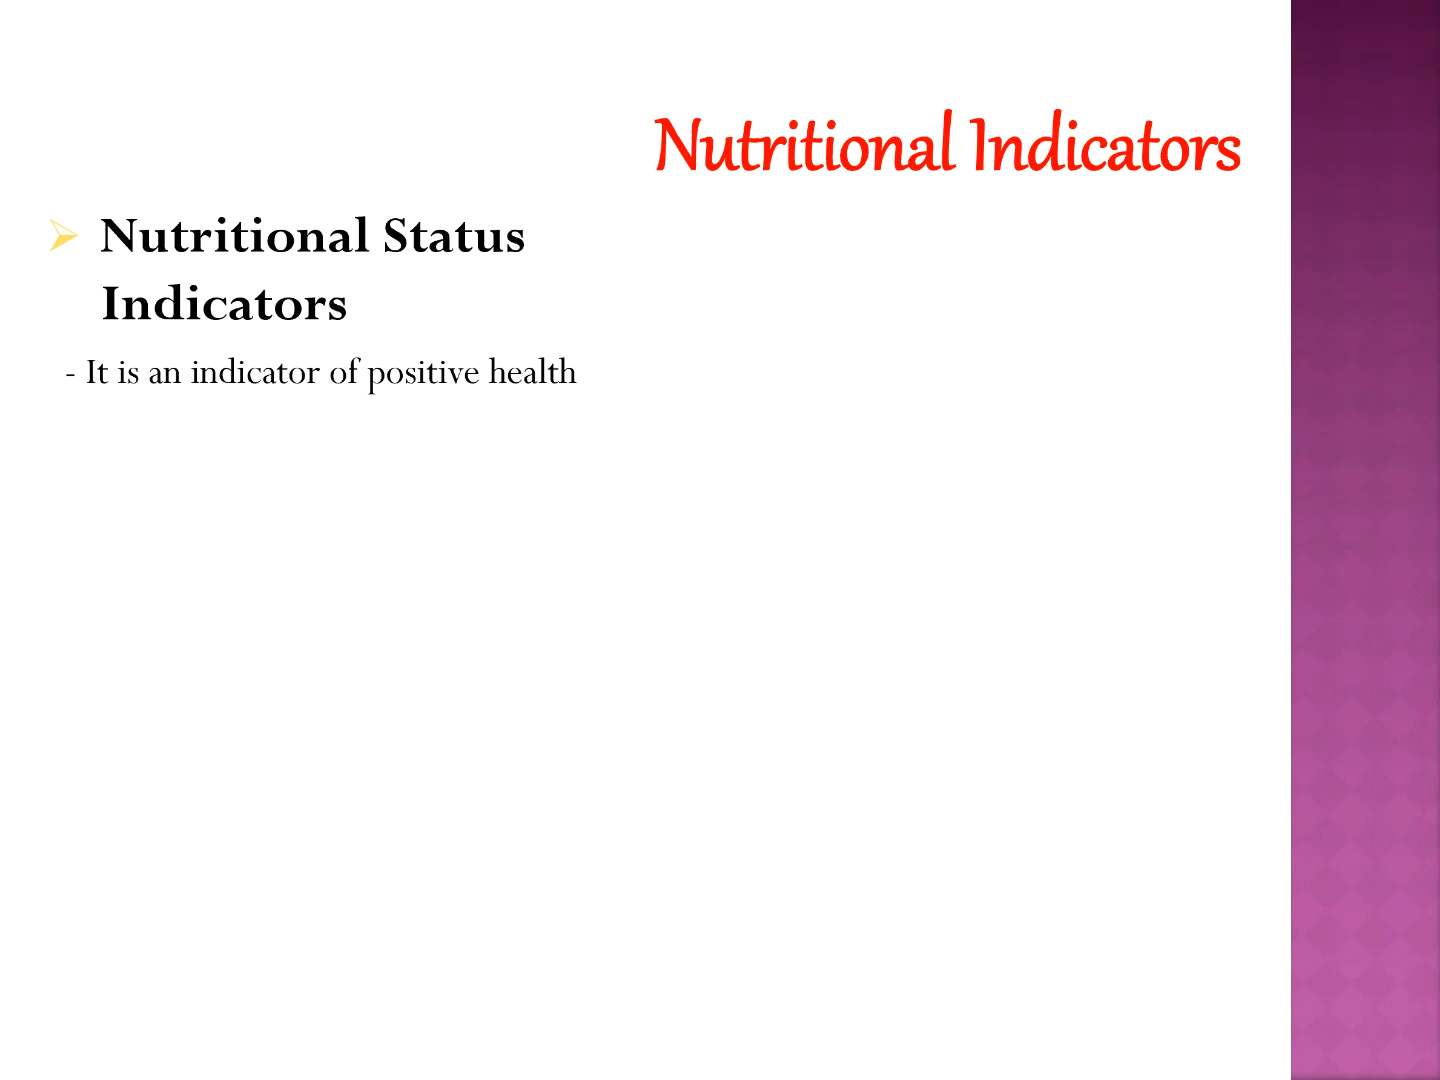 Nutritional Indicators
➢ Nutritional Status
Indicators
- It is an indicator of positive health